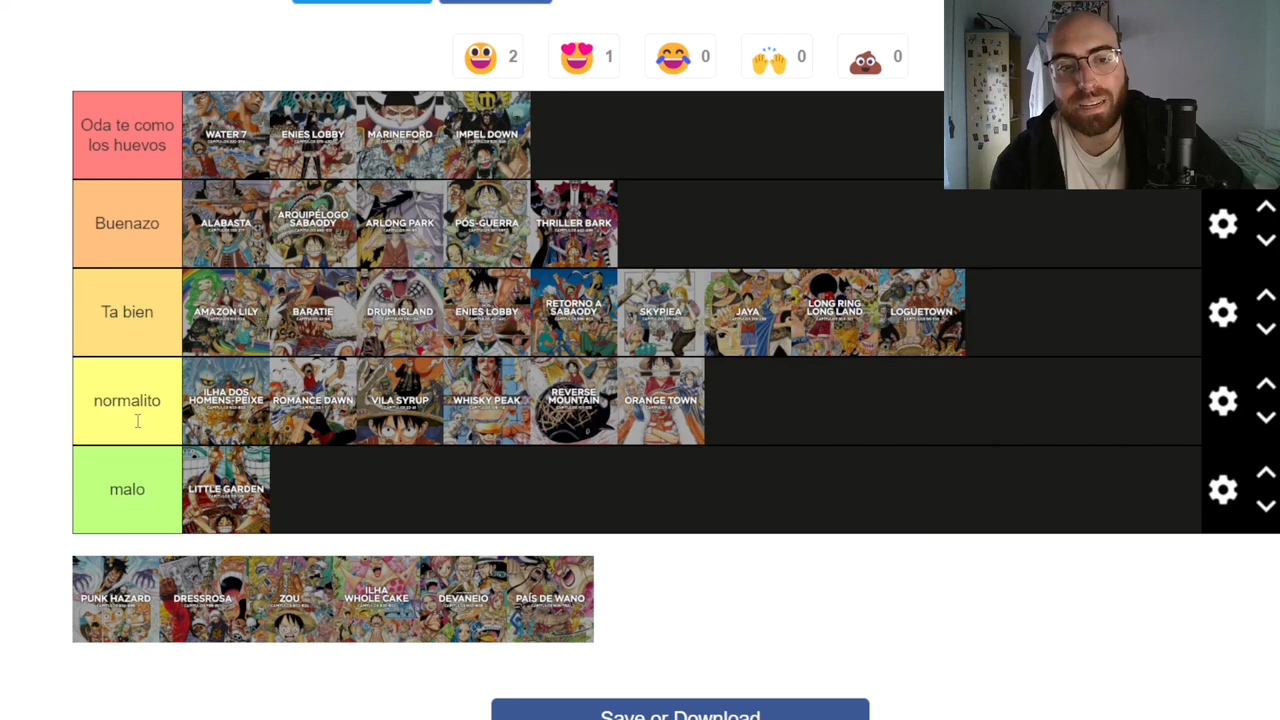 2
1
0
0
0
Oda te como
los huevos
WATER 7
ENIES LOBBY
MARINEFORD
IMPEL DOWN
Buenazo
ALABASTA
ARQUIPÉLOGO
SABAODY
ARLONG PARK
PÓS-GUERRA
THRILLER BARK
Ta bien
AMAZON LILY
BARATIE
DRUM ISLAND
ENIES LOBBY
RETORNO A
SABAODY
SKYPIEA
JAYA
LONG RING
LONG LAND
LOGUETOWN
normalito
ILHA DOS
HOMENS-PEIXE
ROMANCE DAWN
VILA SYRUP
WHISKY PEAK
REVERSE
MOUNTAIN
ORANGE TOWN
malo
LITTLE GARDEN
PUNK HAZARD
DRESSROSA
ZOU
ILHA
WHOLE CAKE
DEVANEIO
PAÍS DE WANO
Save or Download